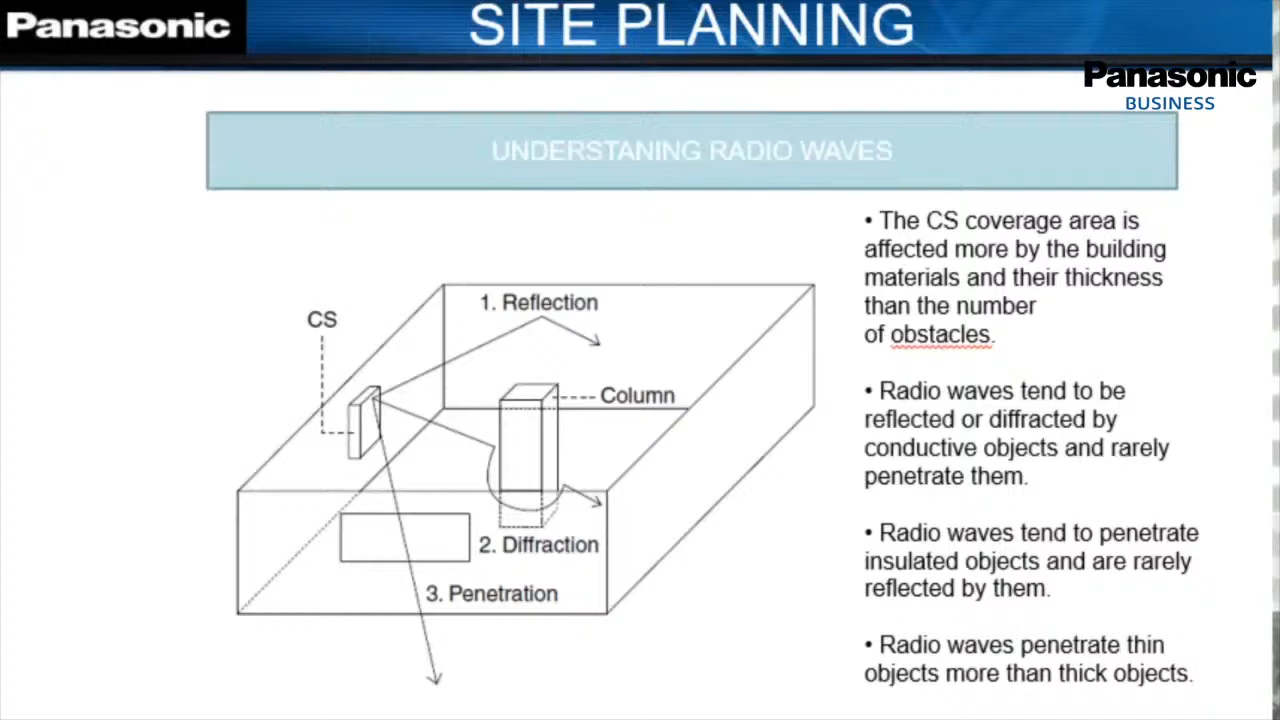 Panasonic
SITE PLANNING
Panasonic
BUSINESS
UNDERSTANING RADIO WAVES
CS
1. Reflection
Column
2. Diffraction
3. Penetration
• The CS coverage area is
affected more by the building
materials and their thickness
than the number
of obstacles.
• Radio waves tend to be
reflected or diffracted by
conductive objects and rarely
penetrate them.
• Radio waves tend to penetrate
insulated objects and are rarely
reflected by them.
• Radio waves penetrate thin
objects more than thick objects.